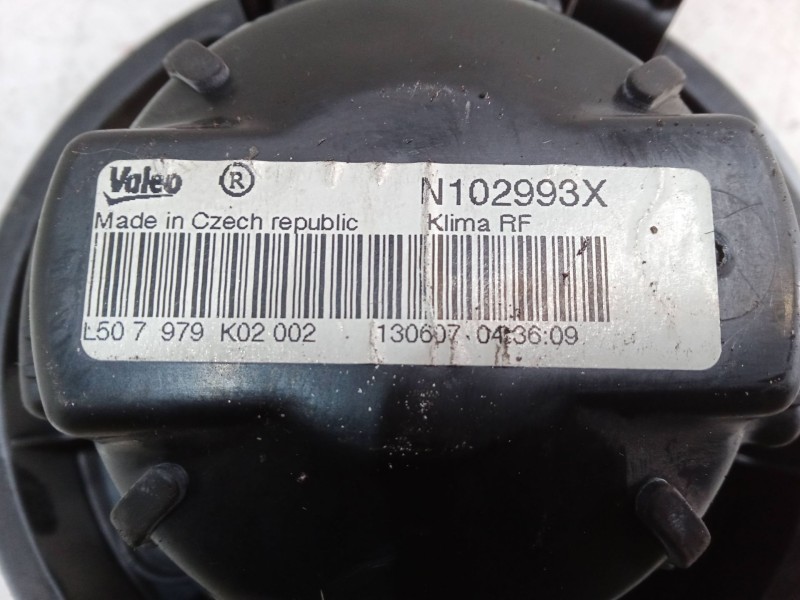 Valeo ® N102993X
Made in Czech republic Klima RF
L50 7 979 K02 002 130607 04:36:09